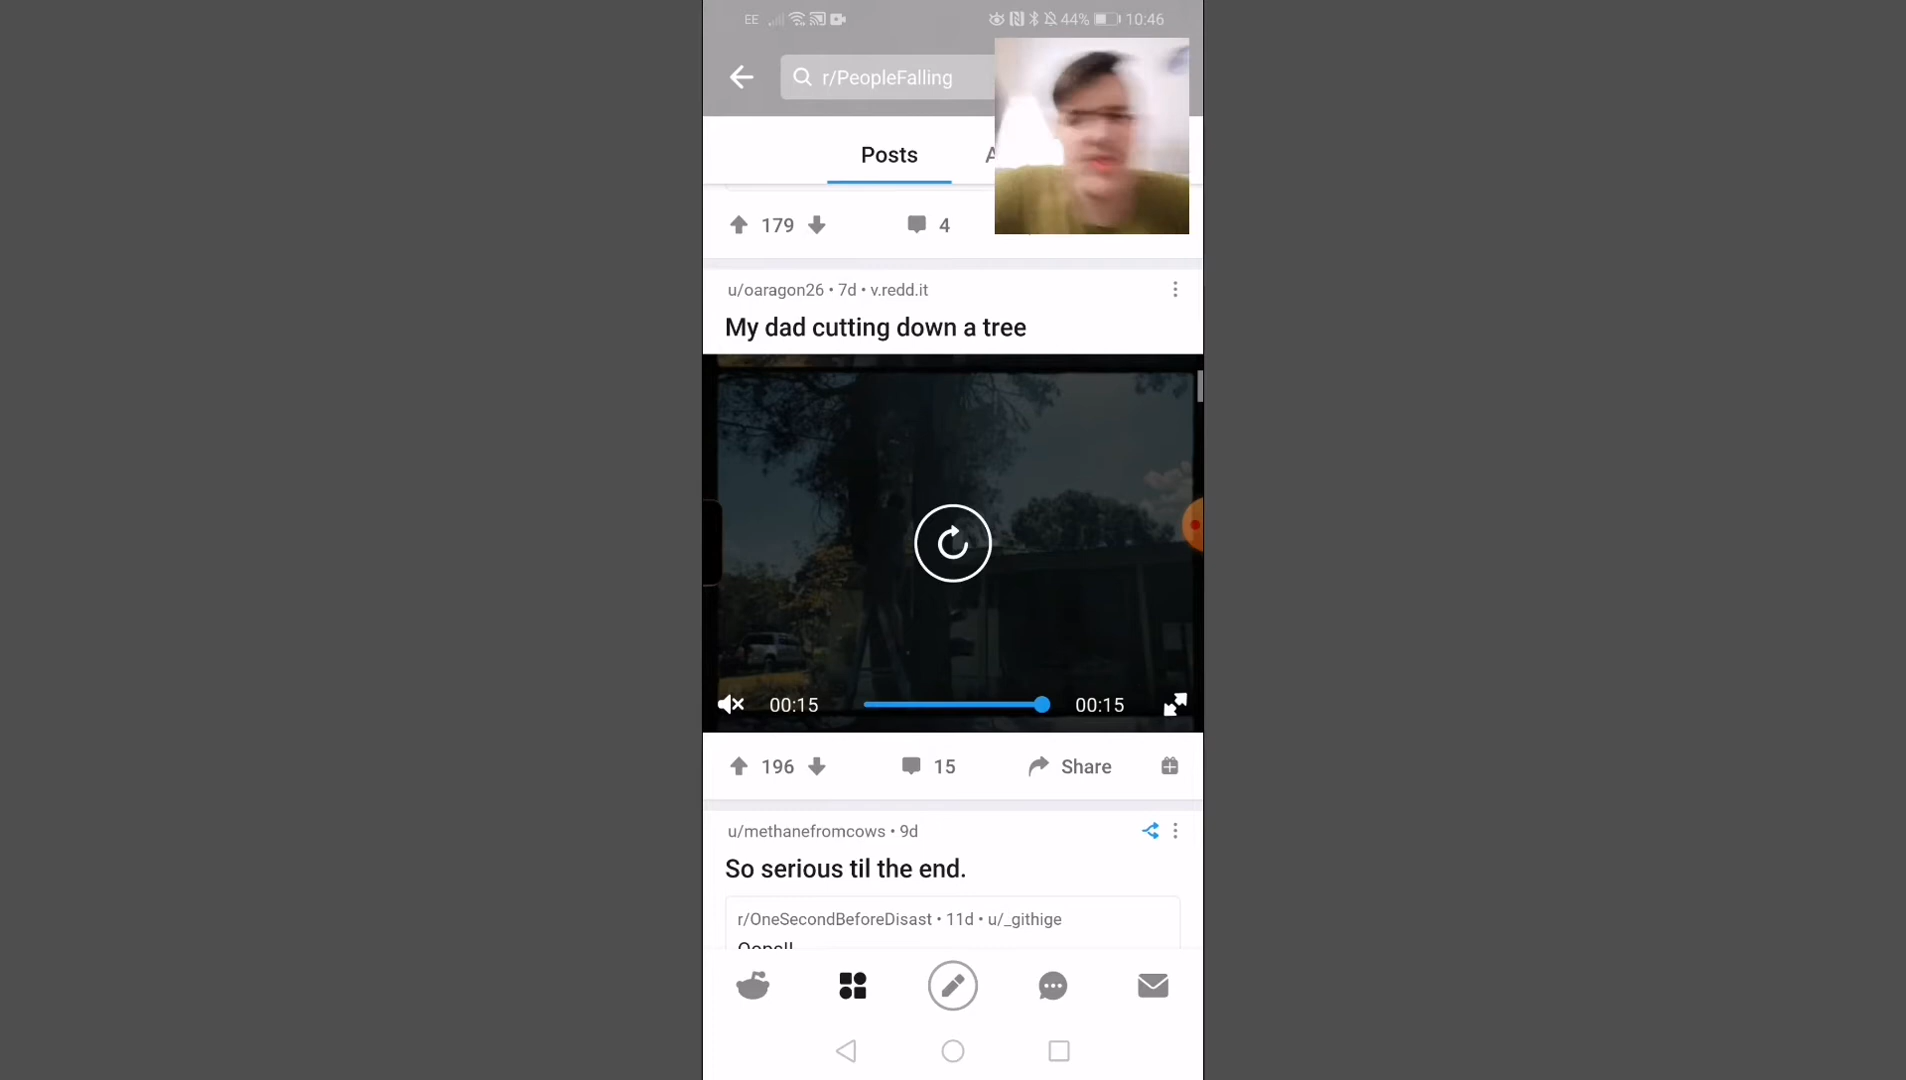 EE 44% 10:46
r/PeopleFalling
Posts
179 4
u/oaragon26 • 7d • v.redd.it
My dad cutting down a tree
00:15 00:15
196 15 Share
u/methanefromcows • 9d
So serious til the end.
r/OneSecondBeforeDisast • 11d • u/_githige
Oops!!